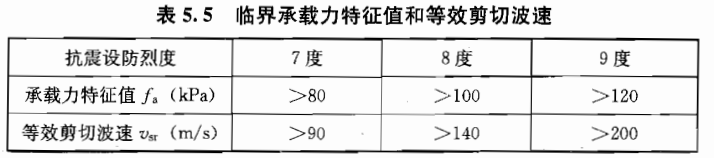 表 5.5 临界承载力特征值和等效剪切波速
抗震设防烈度 7 度 8 度 9 度
承载力特征值 fa（kPa） >80 >100 >120
等效剪切波速 vsr（m/s） >90 >140 >200